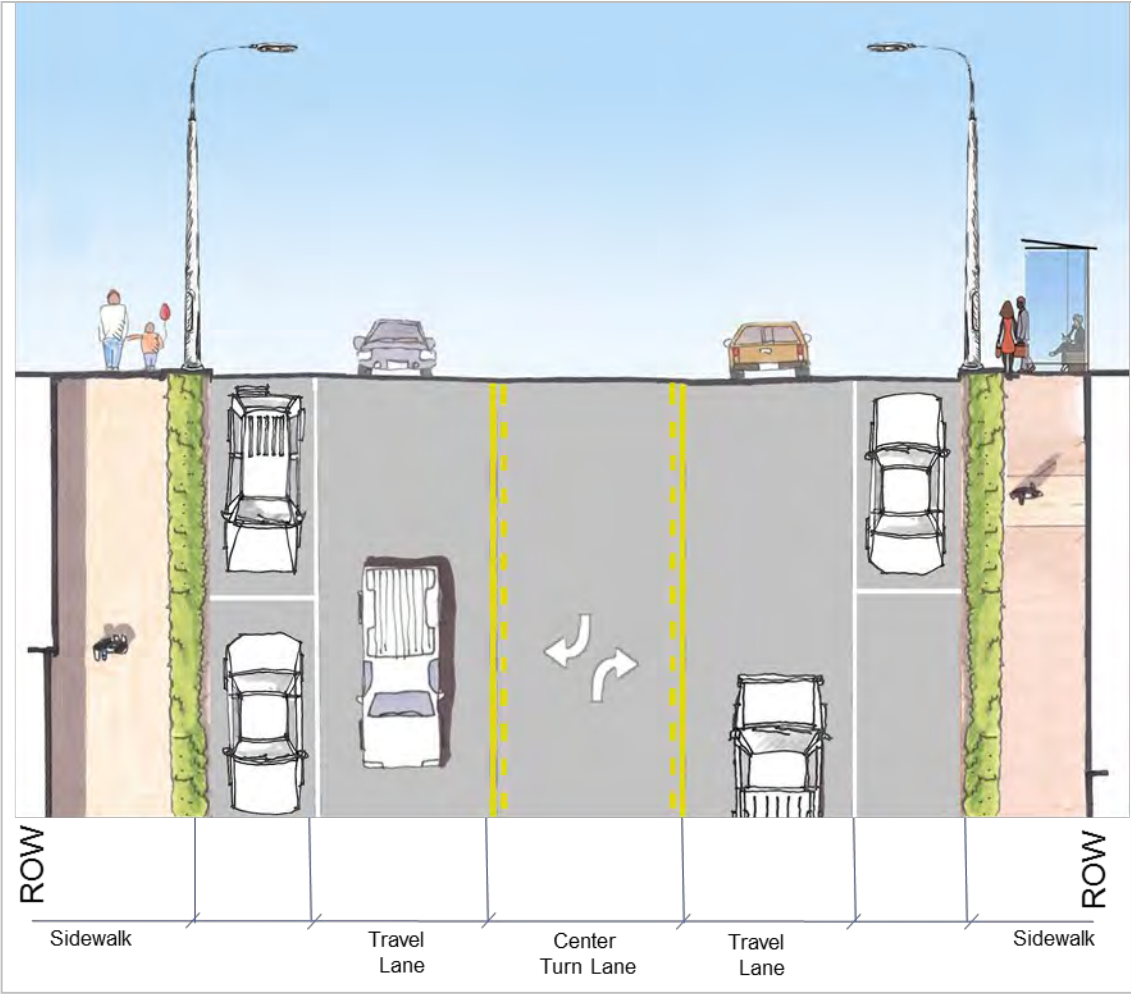 ROW
ROW
Sidewalk
Travel
Lane
Center
Turn Lane
Travel
Lane
Sidewalk